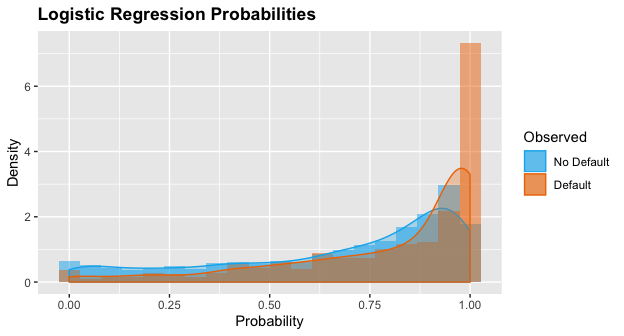 Logistic Regression Probabilities
6
4
2
0
Density
0.00 0.25 0.50 0.75 1.00
Probability
Observed
No Default
Default